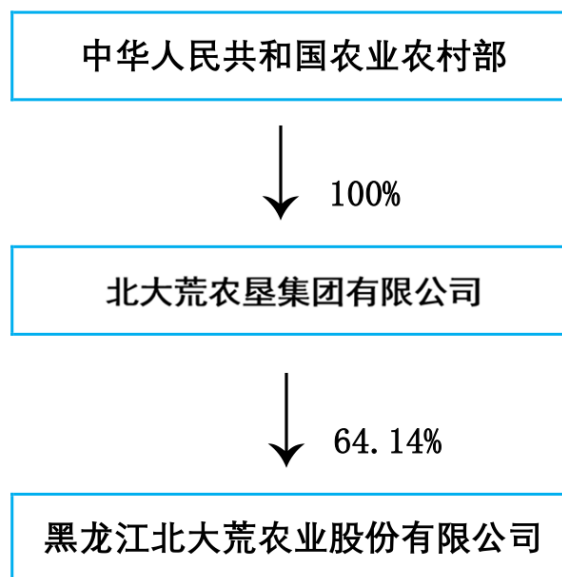 中华人民共和国农业农村部
100%
北大荒农垦集团有限公司
64.14%
黑龙江北大荒农业股份有限公司